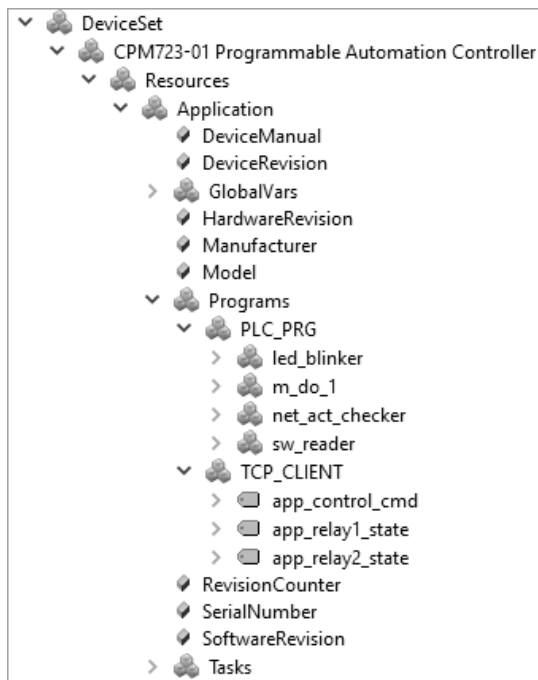 DeviceSet
CPM723-01 Programmable Automation Controller
Resources
Application
DeviceManual
DeviceRevision
GlobalVars
HardwareRevision
Manufacturer
Model
Programs
PLC_PRG
led_blinker
m_do_1
net_act_checker
sw_reader
TCP_CLIENT
app_control_cmd
app_relay1_state
app_relay2_state
RevisionCounter
SerialNumber
SoftwareRevision
Tasks